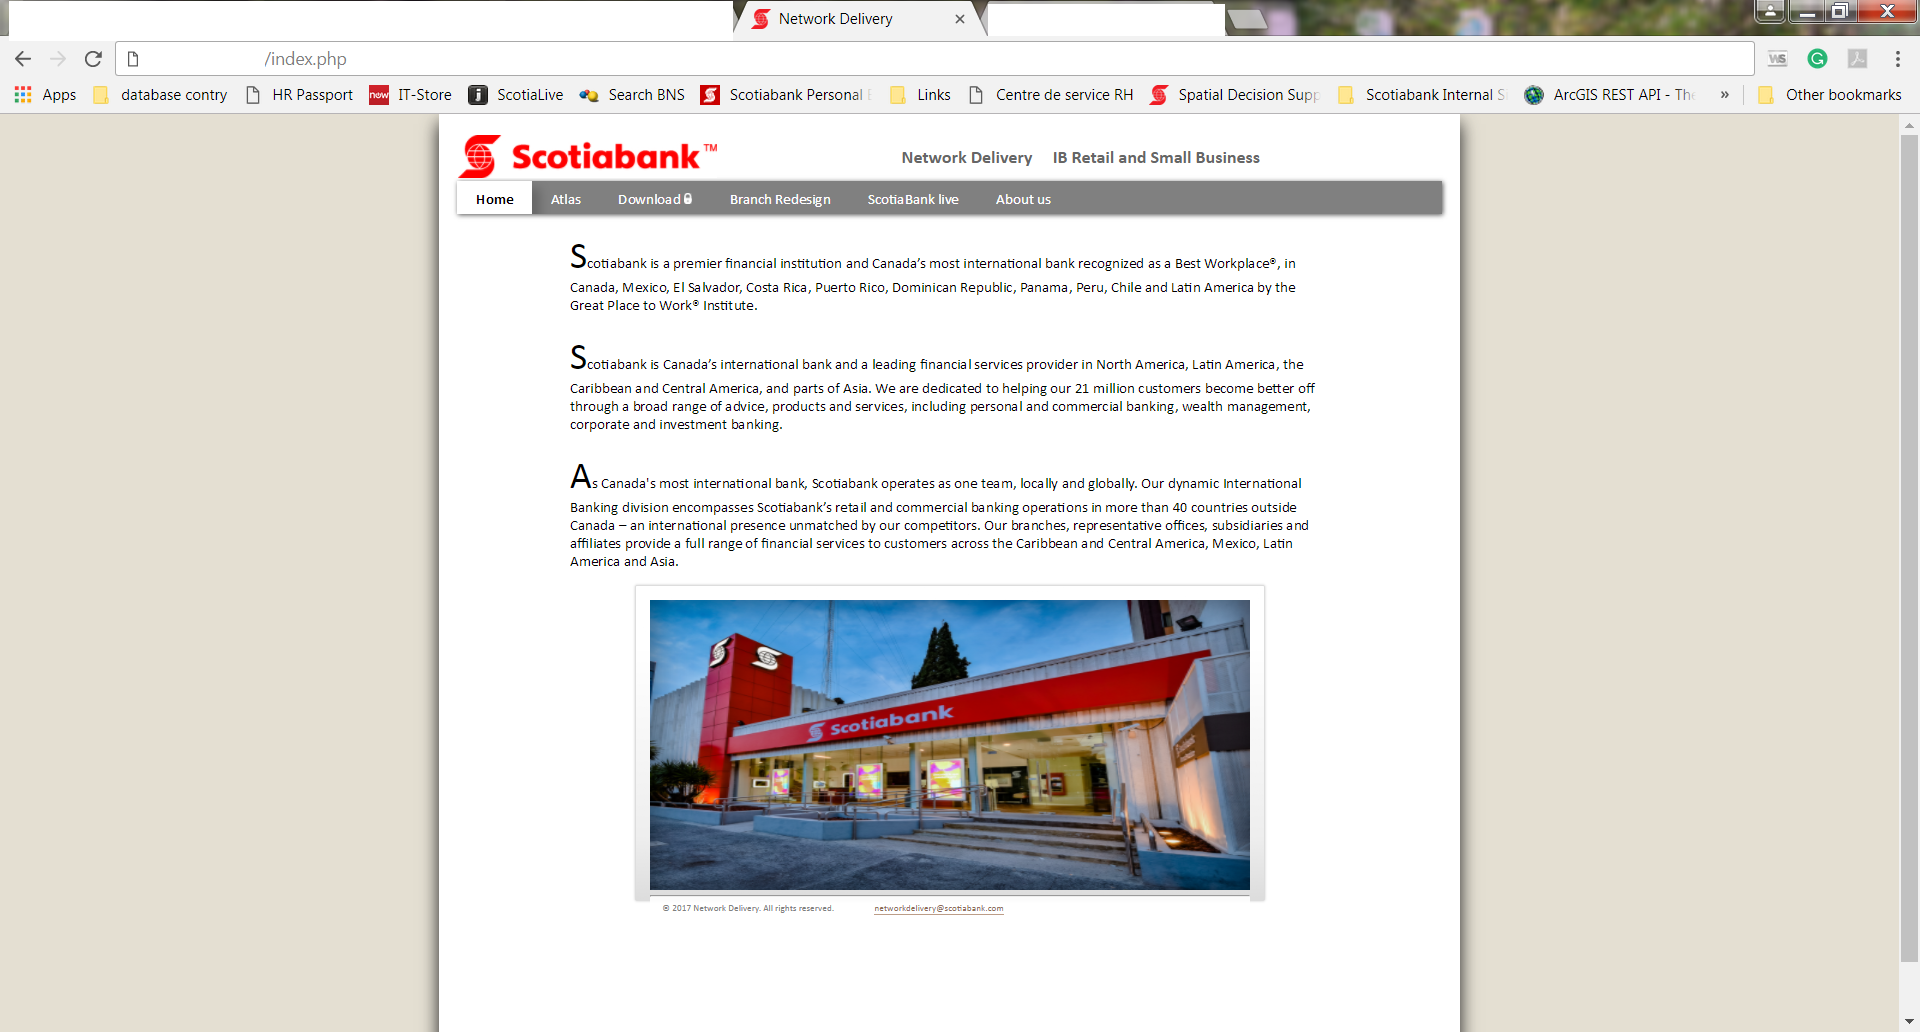 Network Delivery
/index.php
Apps database contry HR Passport IT-Store ScotiaLive Search BNS Scotiabank Personal Links Centre de service RH Spatial Decision Supp Scotiabank Internal ArcGIS REST API - The » Other bookmarks
Scotiabank™ Network Delivery IB Retail and Small Business
Home Atlas Download Branch Redesign ScotiaBank live About us
Scotiabank is a premier financial institution and Canada’s most international bank recognized as a Best Workplace®, in
Canada, Mexico, El Salvador, Costa Rica, Puerto Rico, Dominican Republic, Panama, Peru, Chile and Latin America by the
Great Place to Work® Institute.
Scotiabank is Canada’s international bank and a leading financial services provider in North America, Latin America, the
Caribbean and Central America, and parts of Asia. We are dedicated to helping our 21 million customers become better off
through a broad range of advice, products and services, including personal and commercial banking, wealth management,
corporate and investment banking.
As Canada's most international bank, Scotiabank operates as one team, locally and globally. Our dynamic International
Banking division encompasses Scotiabank’s retail and commercial banking operations in more than 40 countries outside
Canada – an international presence unmatched by our competitors. Our branches, representative offices, subsidiaries and
affiliates provide a full range of financial services to customers across the Caribbean and Central America, Mexico, Latin
America and Asia.
Scotiabank
© 2017 Network Delivery. All rights reserved. networkdelivery@scotiabank.com